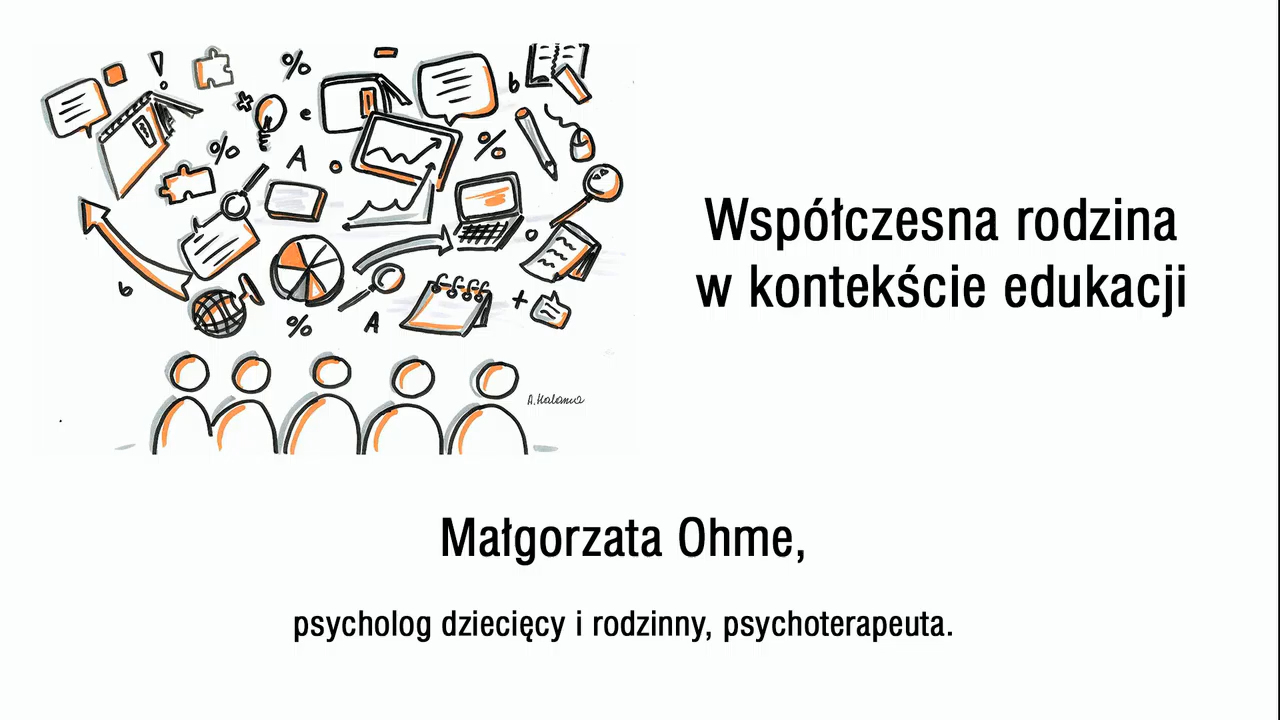 Współczesna rodzina
w kontekście edukacji
Małgorzata Ohme,
psycholog dziecięcy i rodzinny, psychoterapeuta.